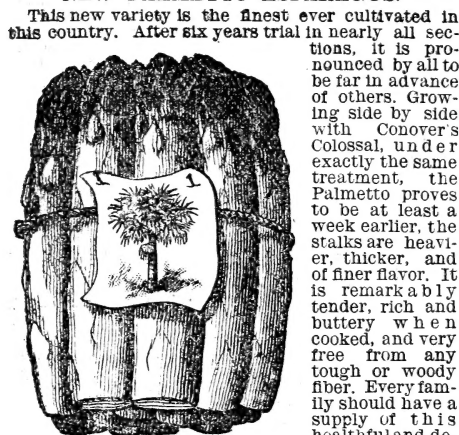 This new variety is the finest ever cultivated in
this country. After six years trial in nearly all sec-
tions, it is pro-
nounced by all to
be far in advance
of others. Grow-
ing side by side
with Conover's
Colossal, under
exactly the same
treatment, the
Palmetto proves
to be at least a
week earlier, the
stalks are heavi-
er, thicker, and
of finer flavor. It
is remarkably
tender, rich and
buttery when
cooked, and very
free from any
tough or woody
fiber. Every fam-
ily should have a
supply of this
1 1